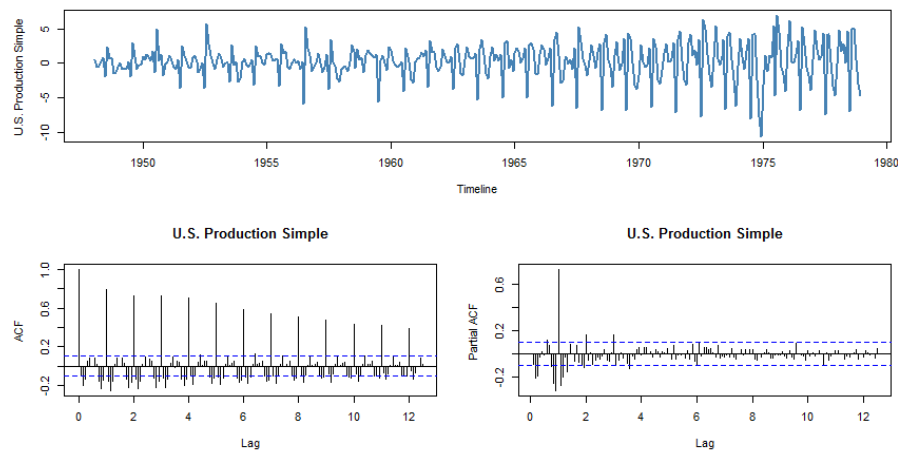 U.S. Production Simple
5
0
-5
-10
1950 1955 1960 1965 1970 1975 1980
Timeline
U.S. Production Simple
ACF
1.0
0.6
0.2
-0.2
0 2 4 6 8 10 12
Lag
U.S. Production Simple
Partial ACF
0.6
0.2
-0.2
0 2 4 6 8 10 12
Lag